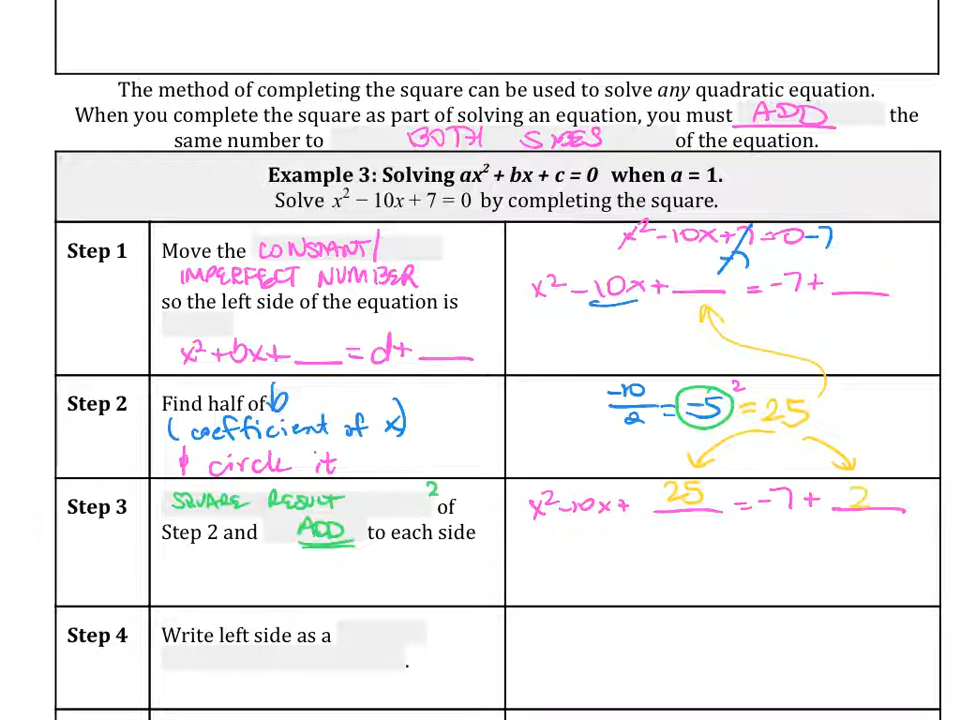 The method of completing the square can be used to solve any quadratic equation.
When you complete the square as part of solving an equation, you must ADD the
same number to BOTH SIDES of the equation.
Example 3: Solving ax² + bx + c = 0 when a = 1.
Solve x² − 10x + 7 = 0 by completing the square.
Step 1
Move the CONSTANT/
IMPERFECT NUMBER
so the left side of the equation is
x² + bx + ___ = d + ___
x² -10x+7 =0-7
-7
x² - 10x + ___ = -7 + ___
Step 2
Find half of b
(coefficient of x)
& circle it
-10/2 = -5² = 25
Step 3
SQUARE RESULT ² of
Step 2 and ADD to each side
x²-10x + 25 = -7 + 2
Step 4
Write left side as a
.